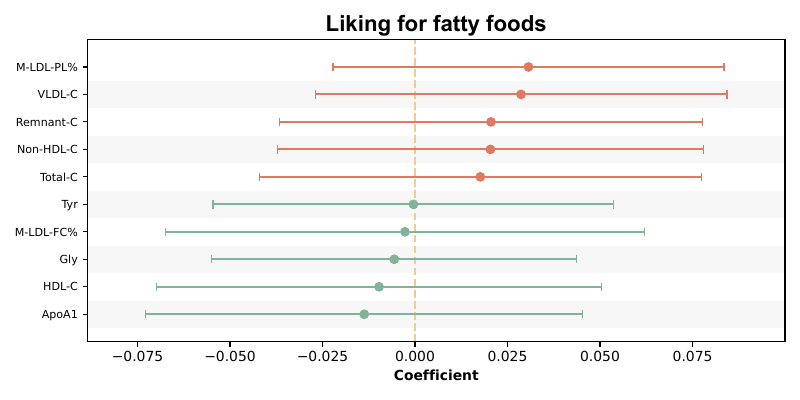 Liking for fatty foods
M-LDL-PL%
VLDL-C
Remnant-C
Non-HDL-C
Total-C
Tyr
M-LDL-FC%
Gly
HDL-C
ApoA1
−0.075 −0.050 −0.025 0.000 0.025 0.050 0.075
Coefficient